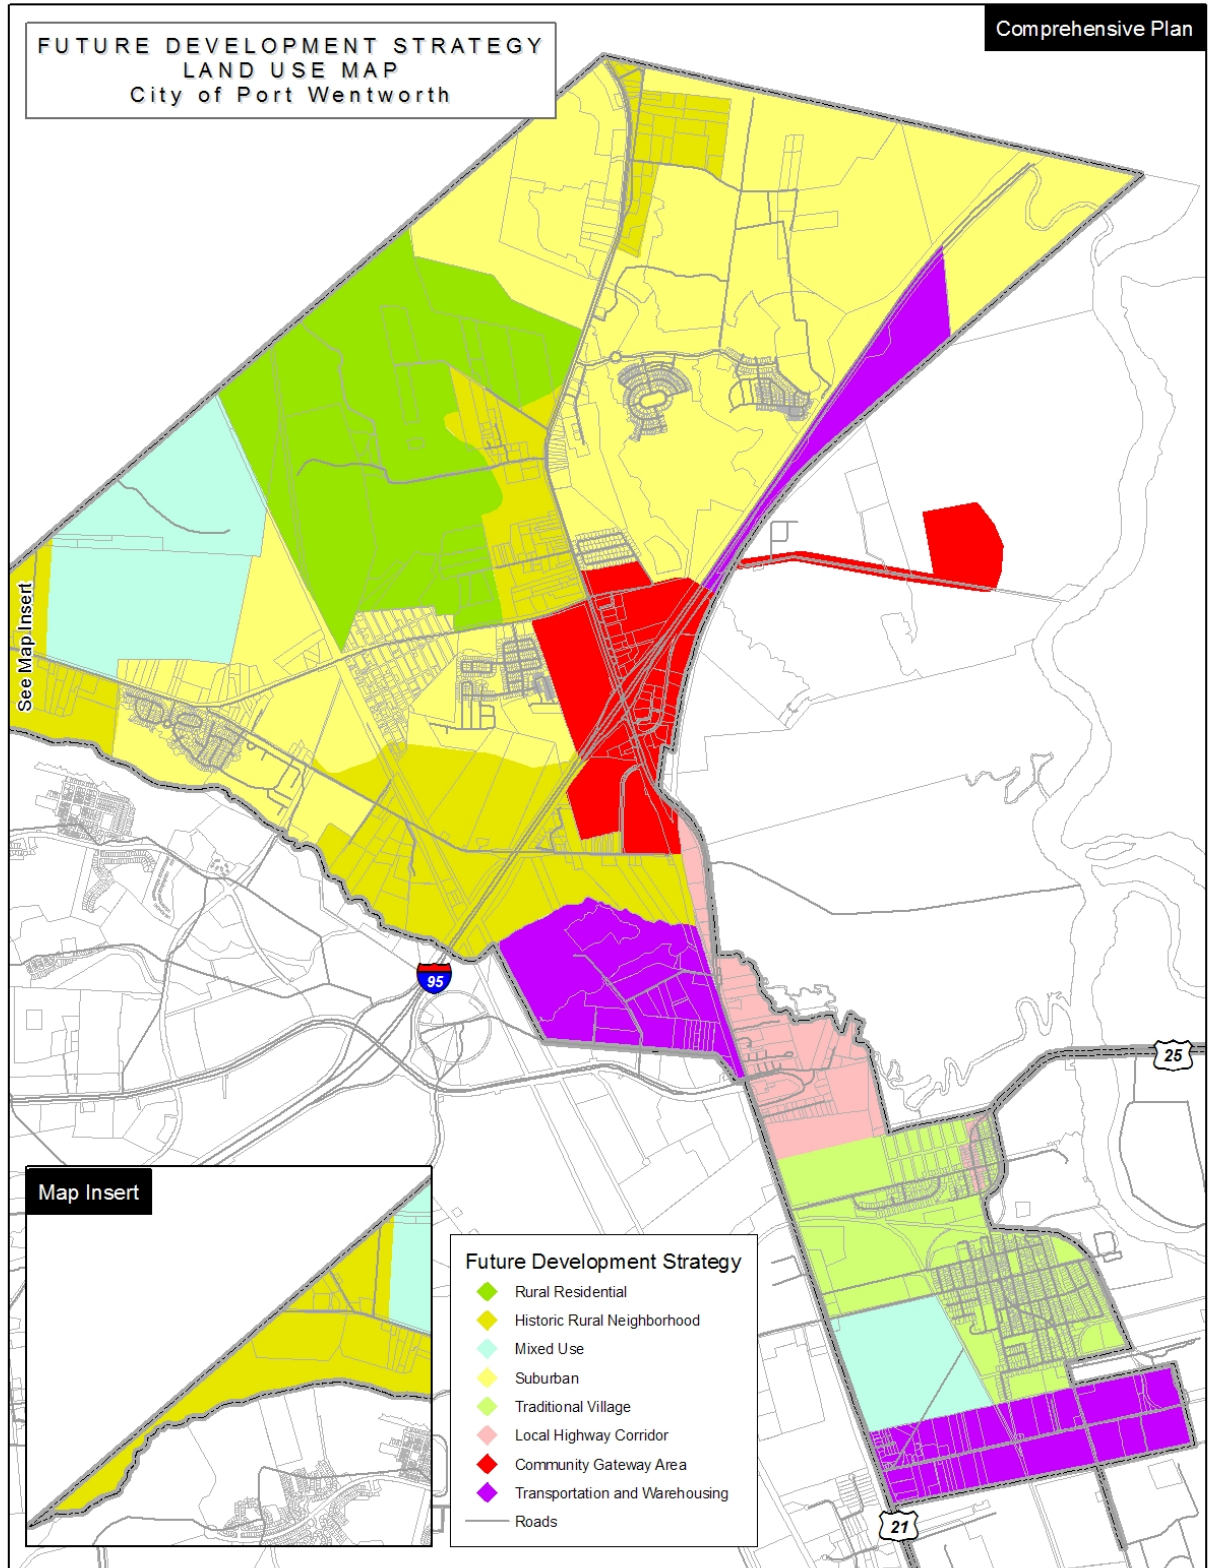 FUTURE DEVELOPMENT STRATEGY
LAND USE MAP
City of Port Wentworth
Comprehensive Plan
See Map Insert
95
25
Map Insert
Future Development Strategy
Rural Residential
Historic Rural Neighborhood
Mixed Use
Suburban
Traditional Village
Local Highway Corridor
Community Gateway Area
Transportation and Warehousing
Roads
21